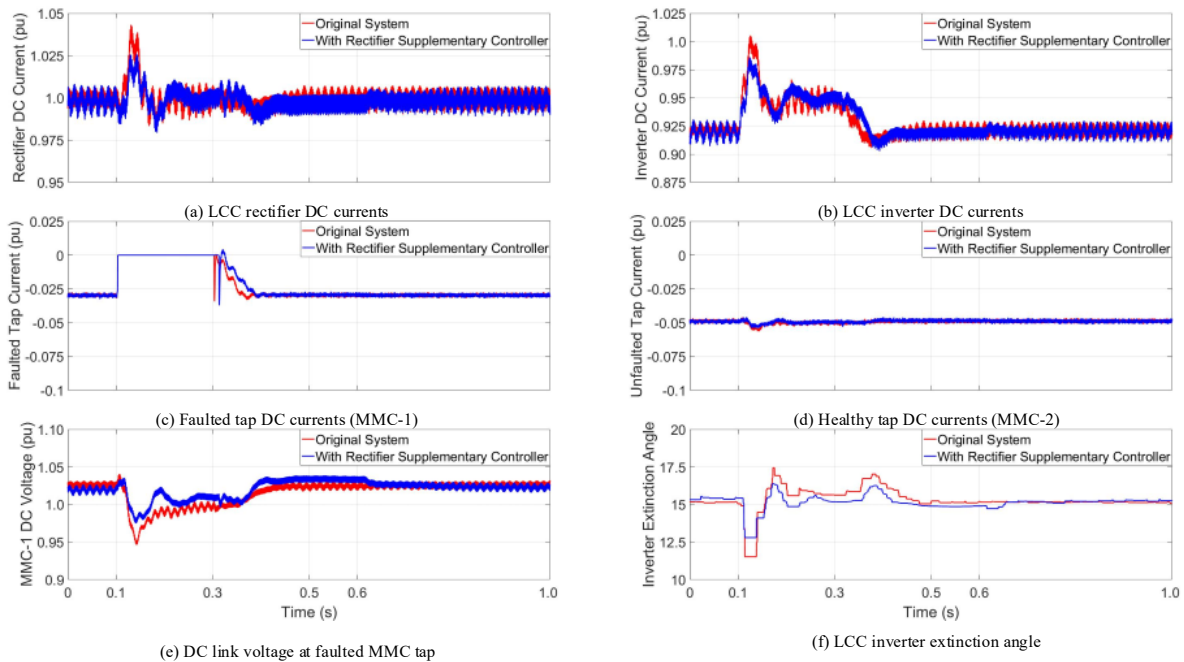 Rectifier DC Current (pu)
1.05
1.025
1.0
0.975
0.95
Original System
With Rectifier Supplementary Controller
(a) LCC rectifier DC currents
Inverter DC Current (pu)
1.025
1.0
0.975
0.95
0.925
0.90
0.875
Original System
With Rectifier Supplementary Controller
(b) LCC inverter DC currents
Faulted Tap Current (pu)
0.025
0
-0.025
-0.05
-0.075
-0.1
Original System
With Rectifier Supplementary Controller
(c) Faulted tap DC currents (MMC-1)
Unfaulted Tap Current (pu)
0.025
0
-0.025
-0.05
-0.075
-0.1
Original System
With Rectifier Supplementary Controller
(d) Healthy tap DC currents (MMC-2)
MMC-1 DC Voltage (pu)
1.10
1.05
1.0
0.95
0.9
Original System
With Rectifier Supplementary Controller
0 0.1 0.3 0.5 0.6 1.0
Time (s)
(e) DC link voltage at faulted MMC tap
Inverter Extinction Angle
20
17.5
15
12.5
10
Original System
With Rectifier Supplementary Controller
0 0.1 0.3 0.5 0.6 1.0
Time (s)
(f) LCC inverter extinction angle